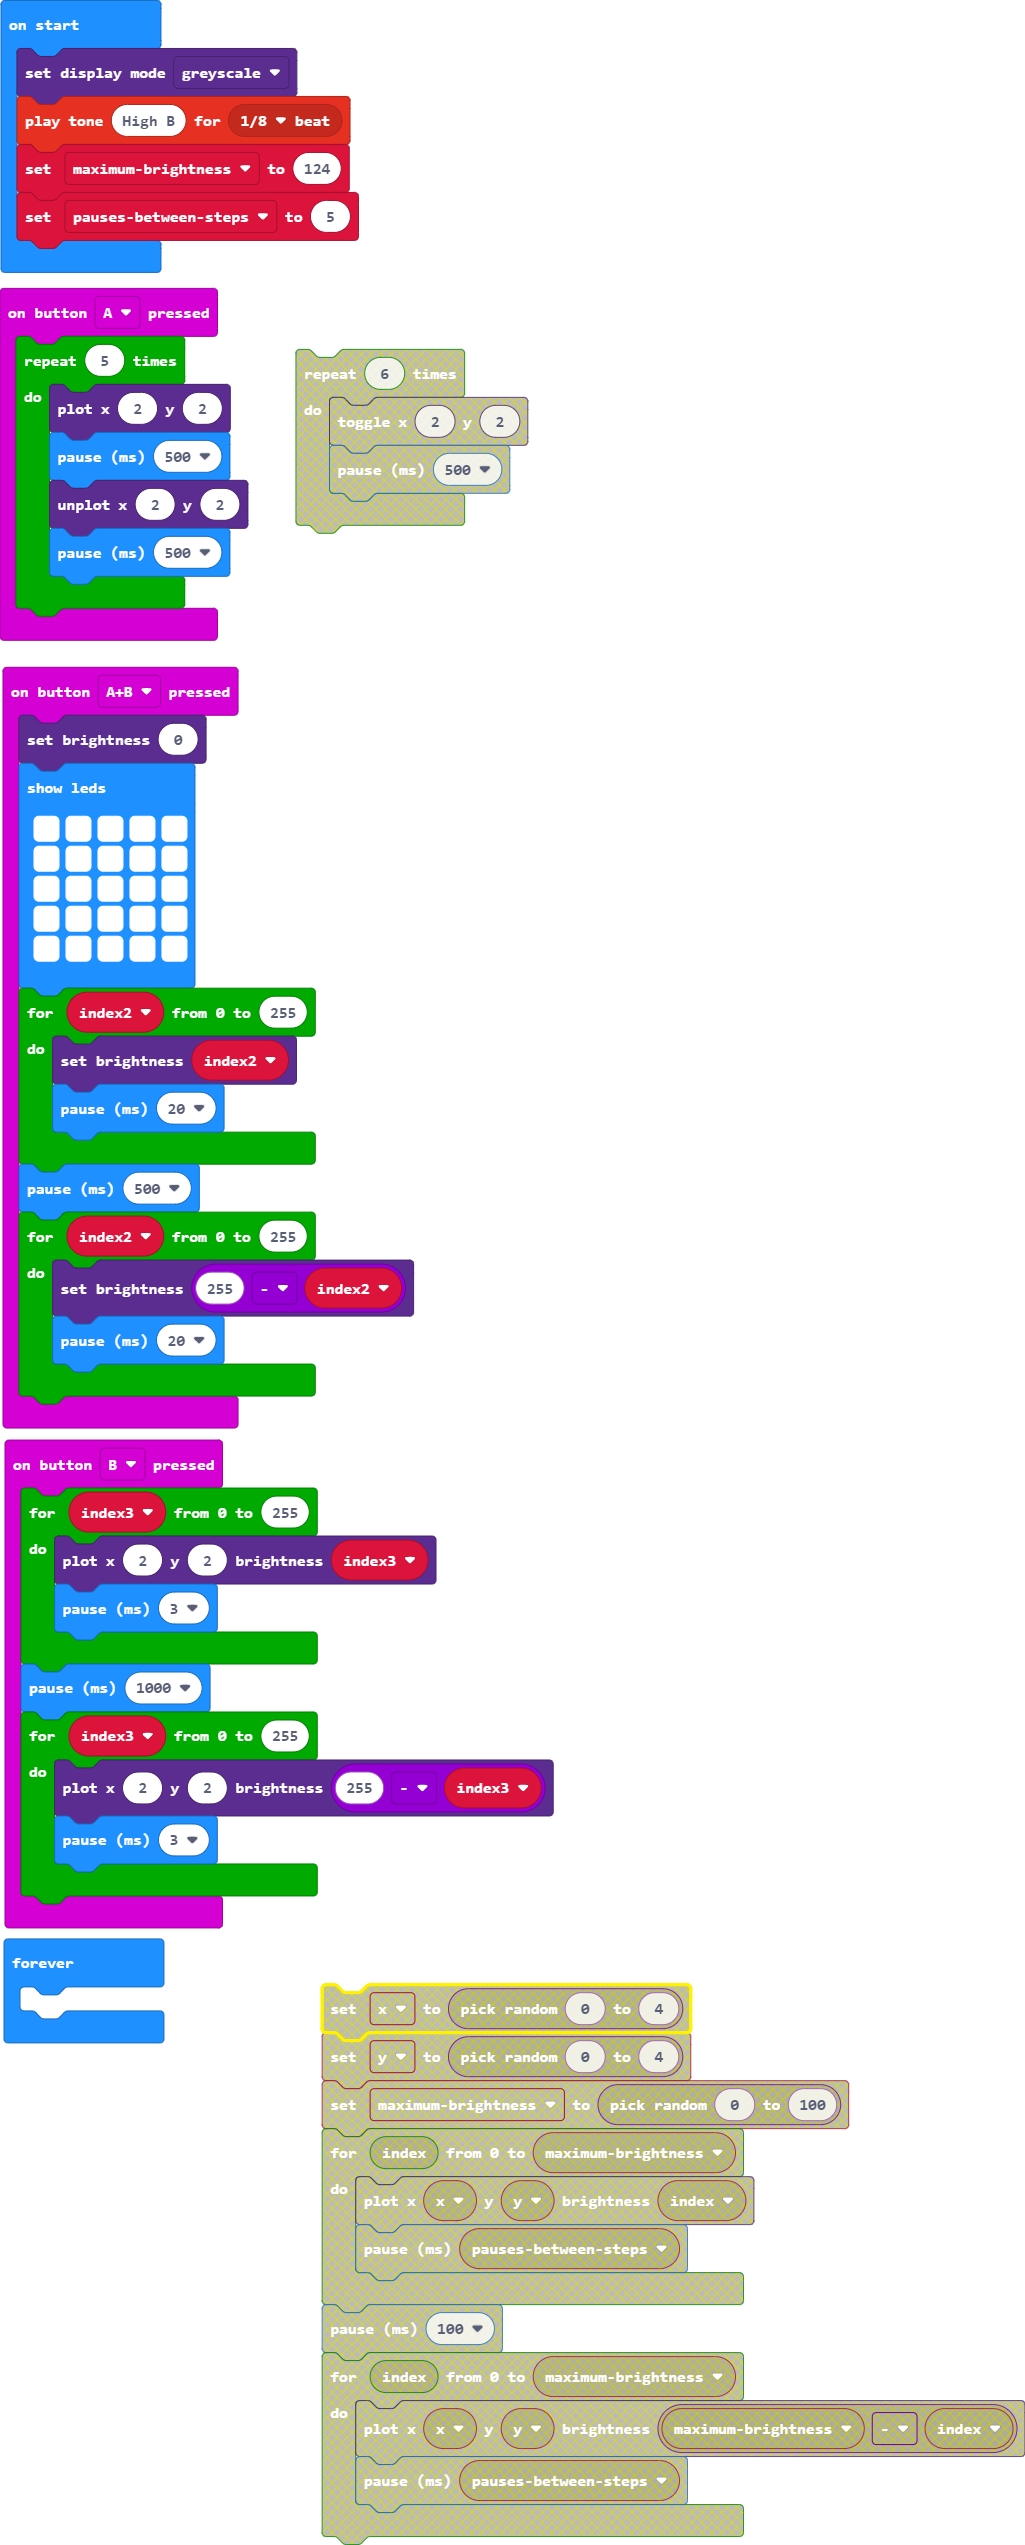 on start
set display mode greyscale
play tone High B for 1/8 beat
set maximum-brightness to 124
set pauses-between-steps to 5
on button A pressed
repeat 5 times
do
plot x 2 y 2
pause (ms) 500
unplot x 2 y 2
pause (ms) 500
repeat 6 times
do
toggle x 2 y 2
pause (ms) 500
on button A+B pressed
set brightness 0
show leds
for index2 from 0 to 255
do
set brightness index2
pause (ms) 20
pause (ms) 500
for index2 from 0 to 255
do
set brightness 255 - index2
pause (ms) 20
on button B pressed
for index3 from 0 to 255
do
plot x 2 y 2 brightness index3
pause (ms) 3
pause (ms) 1000
for index3 from 0 to 255
do
plot x 2 y 2 brightness 255 - index3
pause (ms) 3
forever
set x to pick random 0 to 4
set y to pick random 0 to 4
set maximum-brightness to pick random 0 to 100
for index from 0 to maximum-brightness
do
plot x x y y brightness index
pause (ms) pauses-between-steps
pause (ms) 100
for index from 0 to maximum-brightness
do
plot x x y y brightness maximum-brightness - index
pause (ms) pauses-between-steps